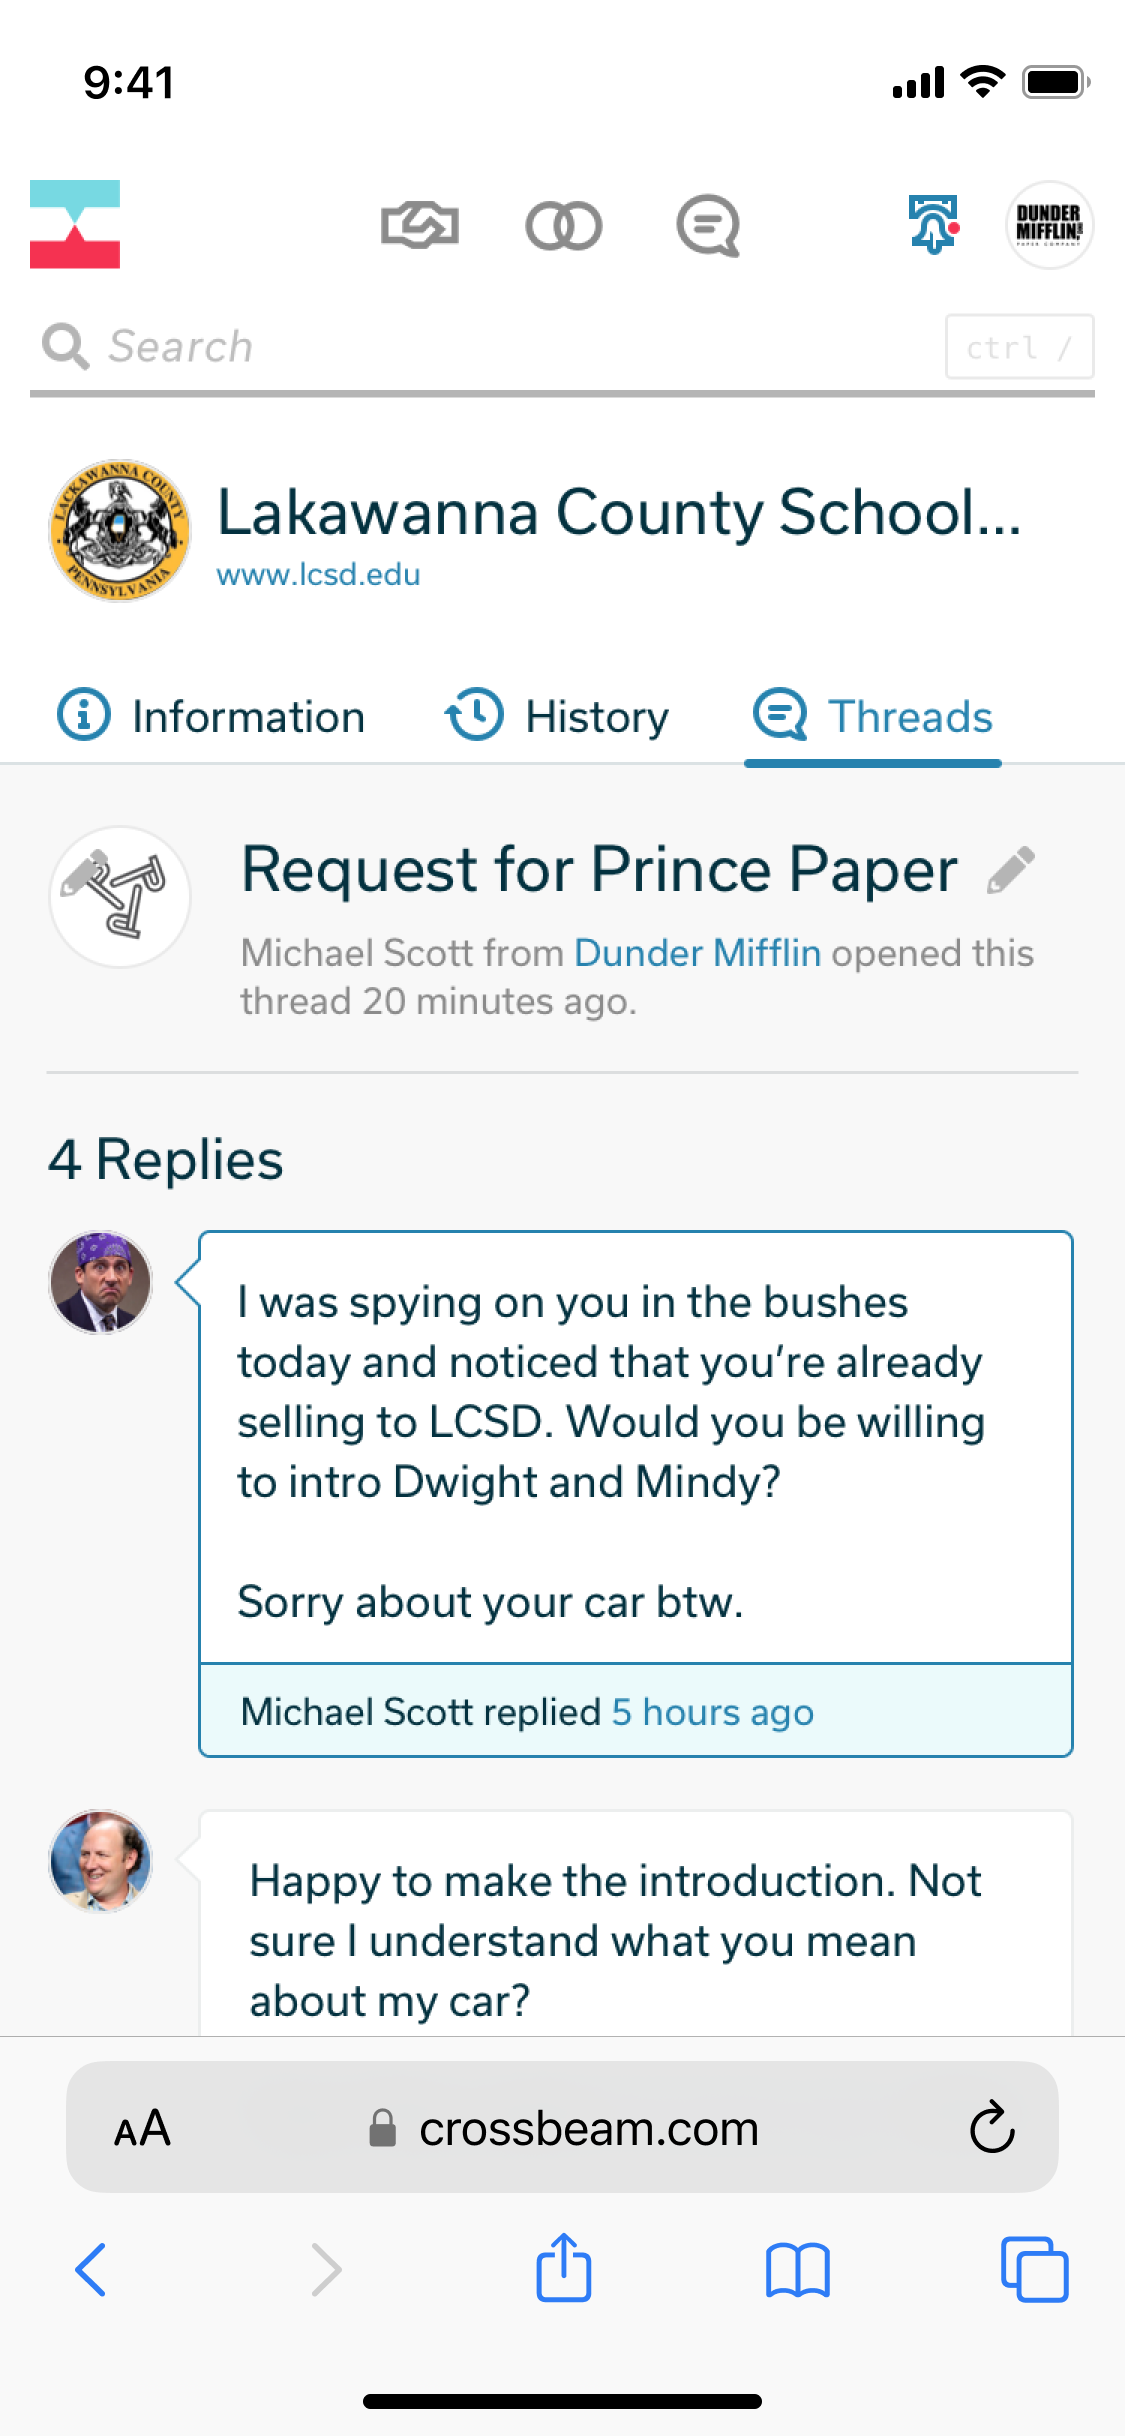 9:41
DUNDER
MIFFLIN, INC
PAPER COMPANY
Search
ctrl /
LACKAWANNA COUNTY
PENNSYLVANIA
Lakawanna County School...
www.lcsd.edu
Information
History
Threads
Request for Prince Paper
Michael Scott from Dunder Mifflin opened this
thread 20 minutes ago.
4 Replies
I was spying on you in the bushes
today and noticed that you’re already
selling to LCSD. Would you be willing
to intro Dwight and Mindy?
Sorry about your car btw.
Michael Scott replied 5 hours ago
Happy to make the introduction. Not
sure I understand what you mean
about my car?
AA
crossbeam.com